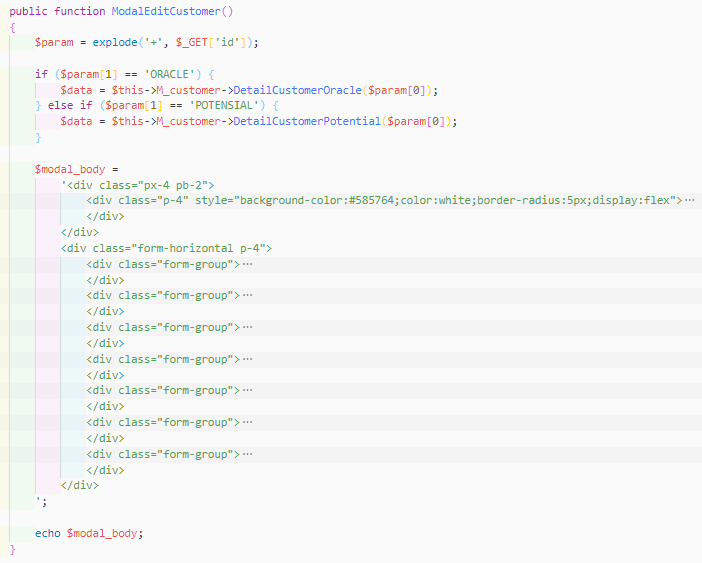 public function ModalEditCustomer()
{
    $param = explode('+', $_GET['id']);
    if ($param[1] == 'ORACLE') {
        $data = $this->M_customer->DetailCustomerOracle($param[0]);
    } else if ($param[1] == 'POTENSIAL') {
        $data = $this->M_customer->DetailCustomerPotential($param[0]);
    }
    $modal_body =
        '<div class="px-4 pb-2">
            <div class="p-4" style="background-color:#585764;color:white;border-radius:5px;display:flex">···
            </div>
        </div>
        <div class="form-horizontal p-4">
            <div class="form-group">···
            </div>
            <div class="form-group">···
            </div>
            <div class="form-group">···
            </div>
            <div class="form-group">···
            </div>
            <div class="form-group">···
            </div>
            <div class="form-group">···
            </div>
            <div class="form-group">···
            </div>
        </div>
    ';
    echo $modal_body;
}